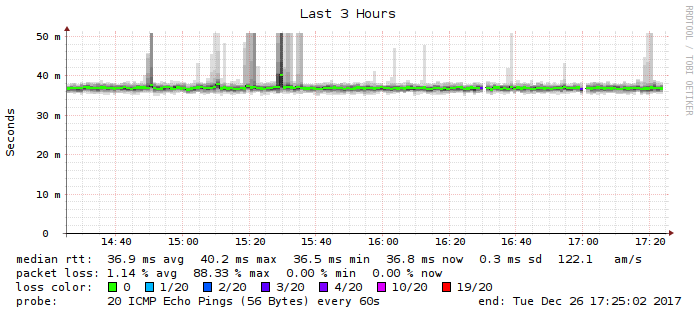 Last 3 Hours
RRDTOOL / TOBI OETIKER
Seconds
50 m
40 m
30 m
20 m
10 m
0
14:40 15:00 15:20 15:40 16:00 16:20 16:40 17:00 17:20
median rtt: 36.9 ms avg 40.2 ms max 36.5 ms min 36.8 ms now 0.3 ms sd 122.1 am/s
packet loss: 1.14 % avg 88.33 % max 0.00 % min 0.00 % now
loss color: 0 1/20 2/20 3/20 4/20 10/20 19/20
probe: 20 ICMP Echo Pings (56 Bytes) every 60s end: Tue Dec 26 17:25:02 2017